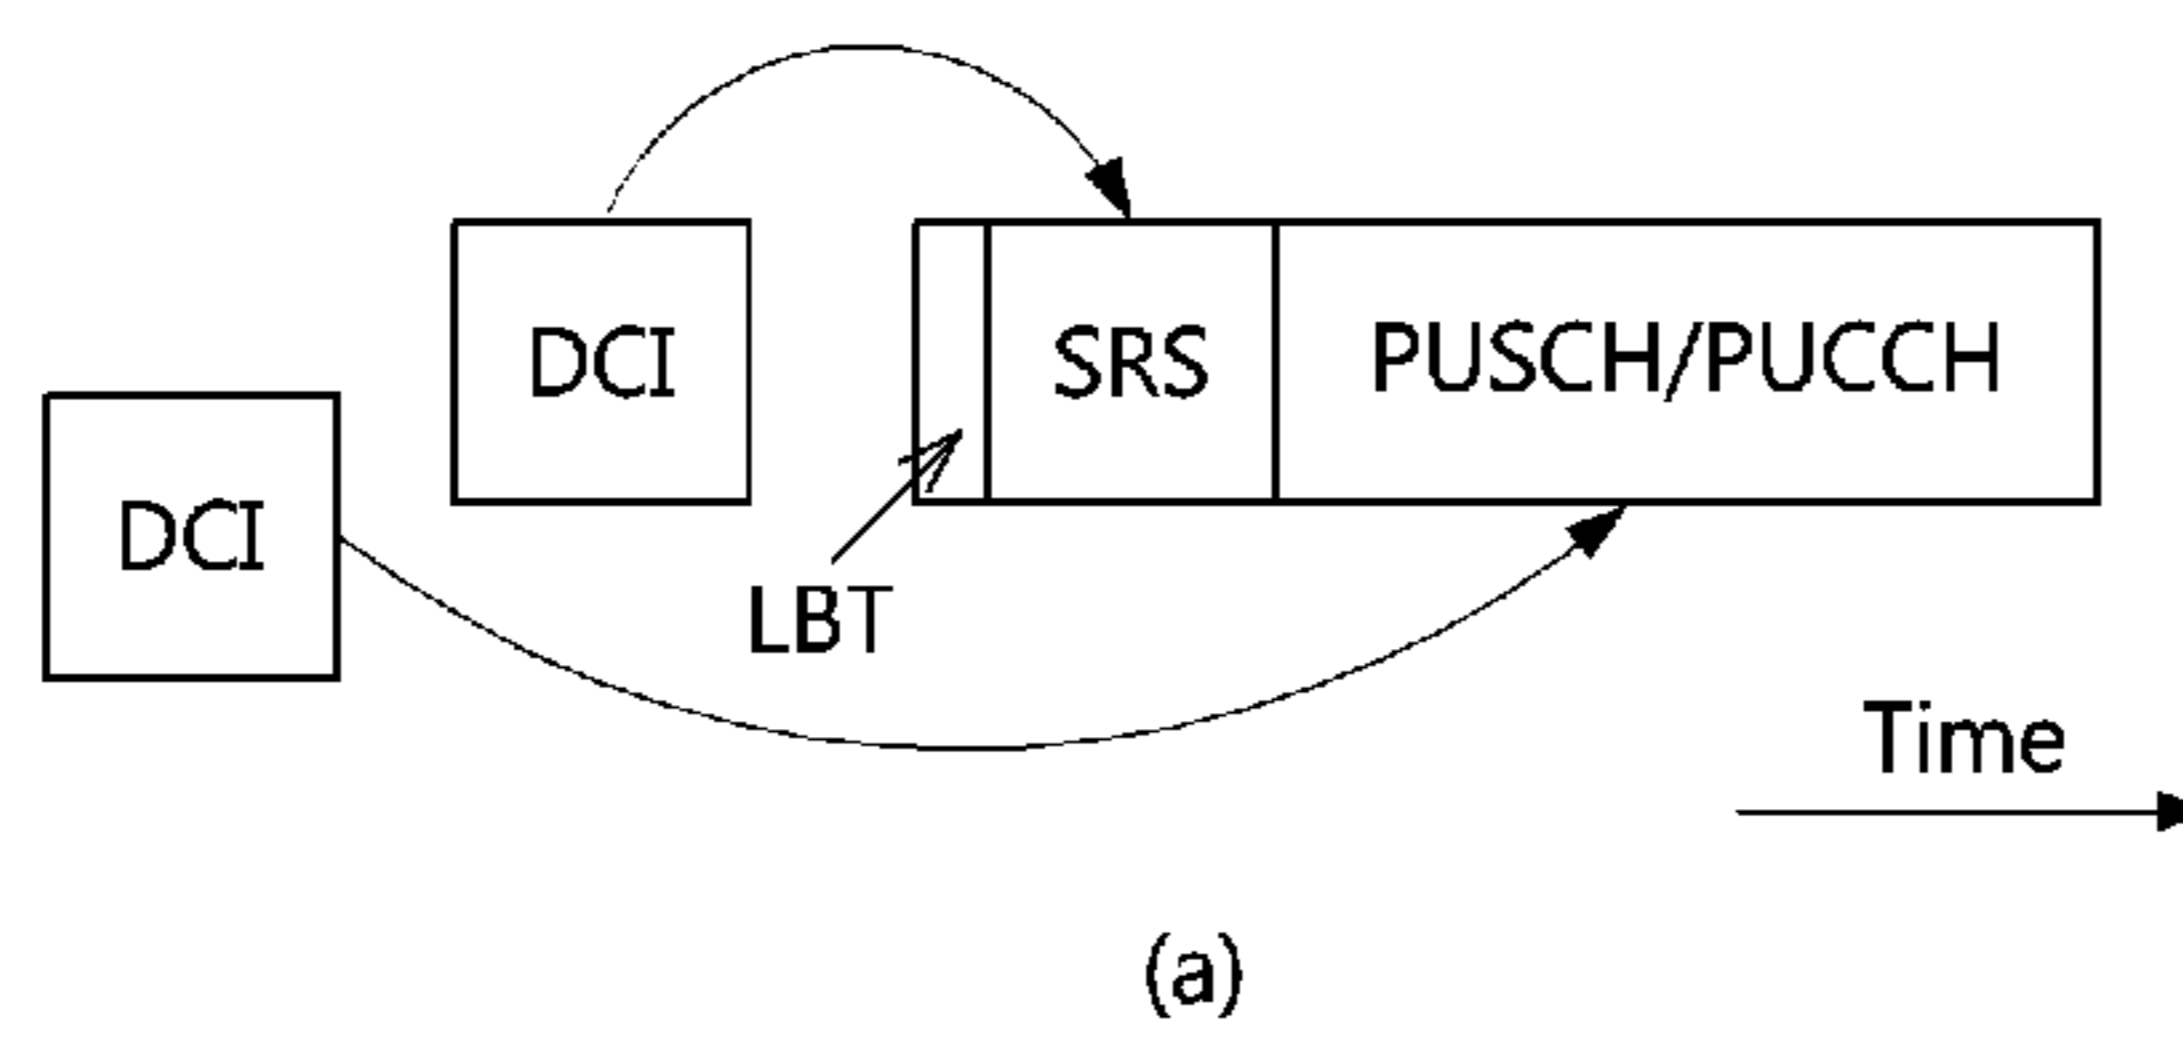 DCI
SRS
PUSCH/PUCCH
DCI
LBT
Time
(a)